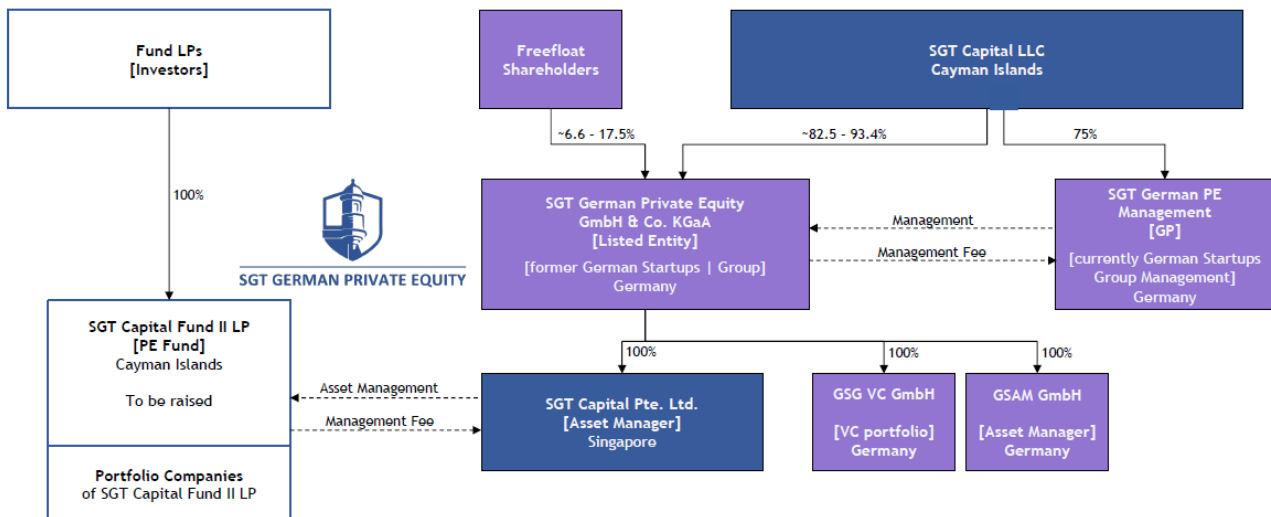 Fund LPs
[Investors]
Freefloat
Shareholders
SGT Capital LLC
Cayman Islands
~6.6 - 17.5%
~82.5 - 93.4%
75%
100%
SGT GERMAN PRIVATE EQUITY
SGT German Private Equity
GmbH & Co. KGaA
[Listed Entity]
[former German Startups | Group]
Germany
Management
Management Fee
SGT German PE
Management
[GP]
[currently German Startups
Group Management]
Germany
SGT Capital Fund II LP
[PE Fund]
Cayman Islands
To be raised
Portfolio Companies
of SGT Capital Fund II LP
Asset Management
Management Fee
100%
100%
100%
SGT Capital Pte. Ltd.
[Asset Manager]
Singapore
GSG VC GmbH
[VC portfolio]
Germany
GSAM GmbH
[Asset Manager]
Germany